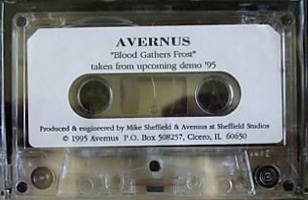 AVERNUS
"Blood Gathers Frost"
taken from upcoming demo '95
Produced & engineered by Mike Sheffield & Avernus at Sheffield Studios
© 1995 Avernus P.O. Box 508257, Cicero, IL 60650